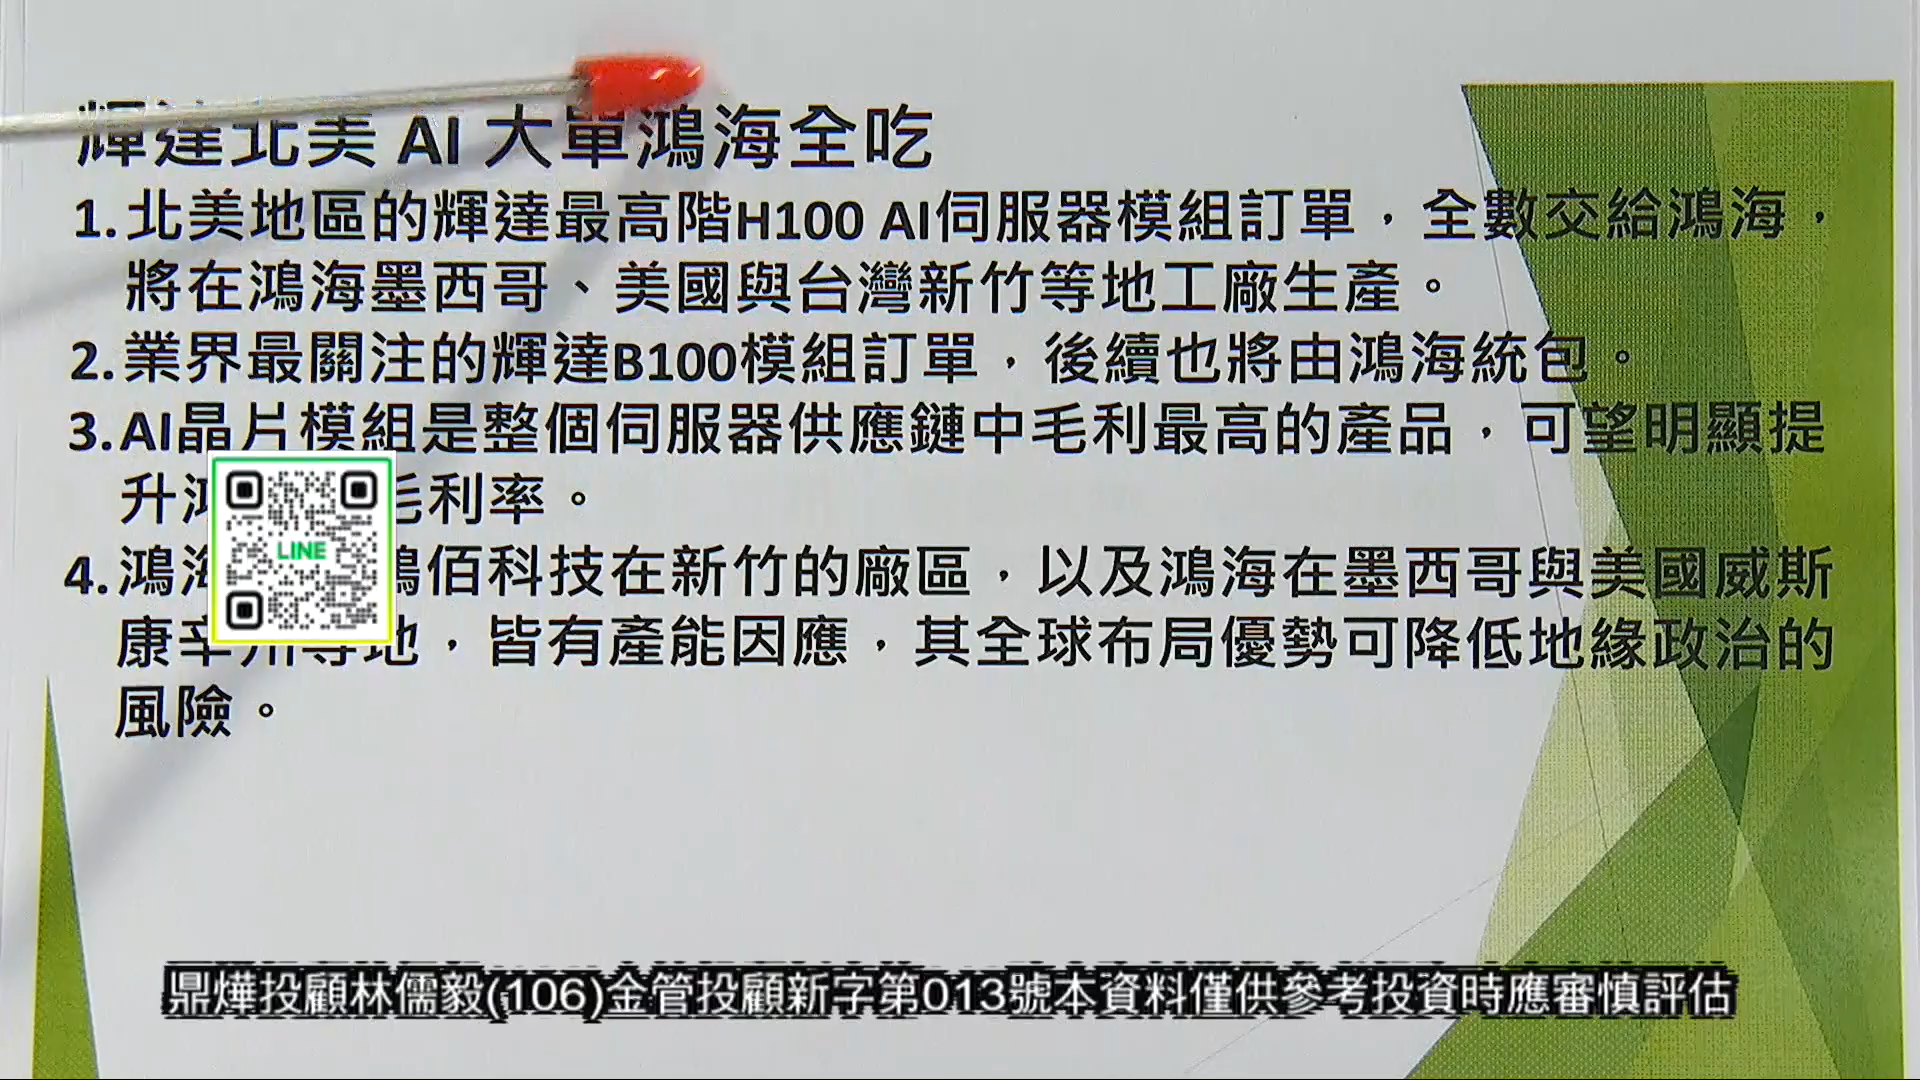 輝達北美 AI 大單鴻海全吃
1. 北美地區的輝達最高階H100 AI伺服器模組訂單，全數交給鴻海，
將在鴻海墨西哥、美國與台灣新竹等地工廠生產。
2. 業界最關注的輝達B100模組訂單，後續也將由鴻海統包。
3. AI晶片模組是整個伺服器供應鏈中毛利最高的產品，可望明顯提
升鴻 毛利率。
LINE
4. 鴻海 鴻佰科技在新竹的廠區，以及鴻海在墨西哥與美國威斯
康辛州等地，皆有產能因應，其全球布局優勢可降低地緣政治的
風險。
鼎燁投顧林儒毅(106)金管投顧新字第013號本資料僅供參考投資時應審慎評估